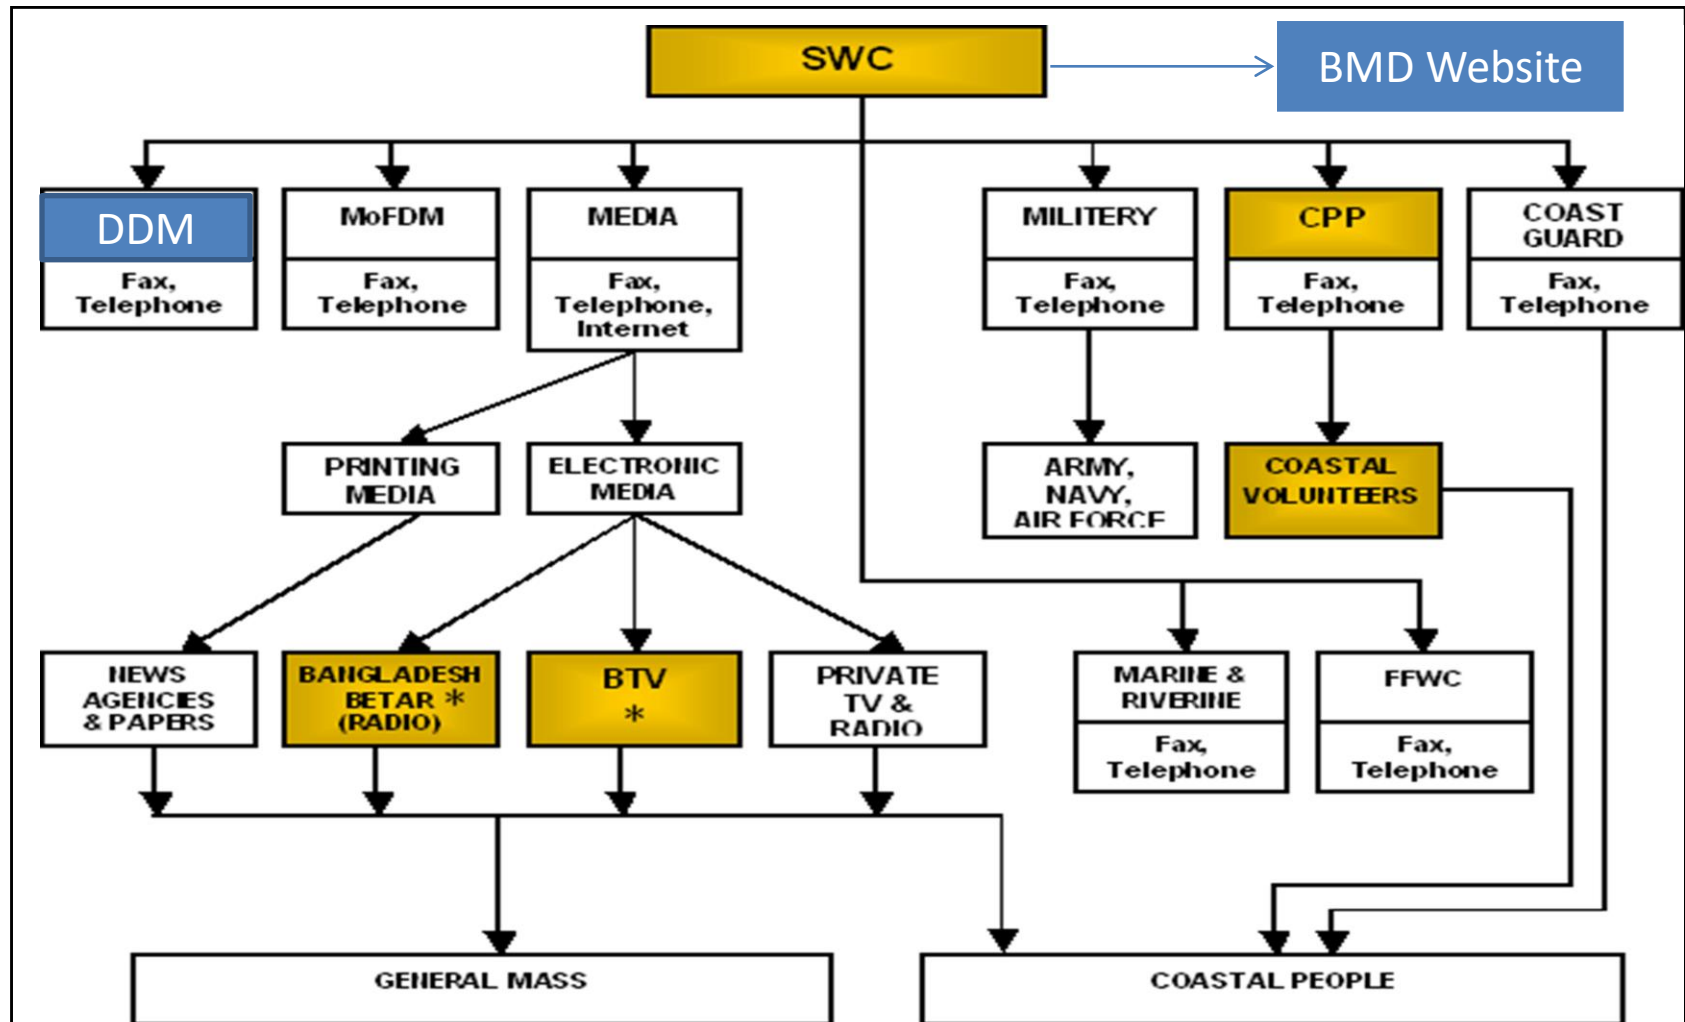 SWC
BMD Website
DDM
Fax,
Telephone
MoFDM
Fax,
Telephone
MEDIA
Fax,
Telephone,
Internet
MILITERY
Fax,
Telephone
CPP
Fax,
Telephone
COAST
GUARD
Fax,
Telephone
PRINTING
MEDIA
ELECTRONIC
MEDIA
ARMY,
NAVY,
AIR FORCE
COASTAL
VOLUNTEERS
NEWS
AGENCIES
& PAPERS
BANGLADESH
BETAR *
(RADIO)
BTV
*
PRIVATE
TV &
RADIO
MARINE &
RIVERINE
Fax,
Telephone
FFWC
Fax,
Telephone
GENERAL MASS
COASTAL PEOPLE